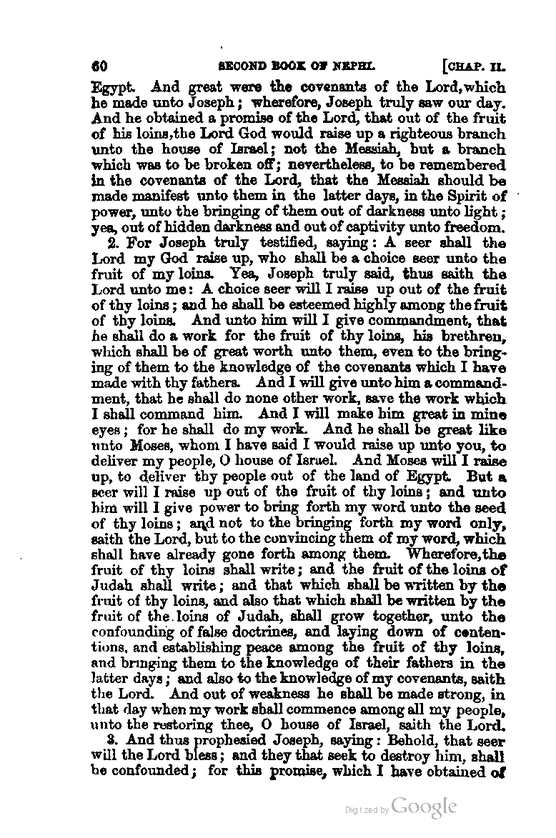 60 SECOND BOOK OF NEPHI. [CHAP. II.
Egypt. And great were the covenants of the Lord, which
he made unto Joseph; wherefore, Joseph truly saw our day.
And he obtained a promise of the Lord, that out of the fruit
of his loins, the Lord God would raise up a righteous branch
unto the house of Israel; not the Messiah, but a branch
which was to be broken off; nevertheless, to be remembered
in the covenants of the Lord, that the Messiah should be
made manifest unto them in the latter days, in the Spirit of
power, unto the bringing of them out of darkness unto light;
yea, out of hidden darkness and out of captivity unto freedom.
2. For Joseph truly testified, saying: A seer shall the
Lord my God raise up, who shall be a choice seer unto the
fruit of my loins. Yea, Joseph truly said, thus saith the
Lord unto me: A choice seer will I raise up out of the fruit
of thy loins; and he shall be esteemed highly among the fruit
of thy loins. And unto him will I give commandment, that
he shall do a work for the fruit of thy loins, his brethren,
which shall be of great worth unto them, even to the bring-
ing of them to the knowledge of the covenants which I have
made with thy fathers. And I will give unto him a command-
ment, that he shall do none other work, save the work which
I shall command him. And I will make him great in mine
eyes; for he shall do my work. And he shall be great like
unto Moses, whom I have said I would raise up unto you, to
deliver my people, O house of Israel. And Moses will I raise
up, to deliver thy people out of the land of Egypt. But a
seer will I raise up out of the fruit of thy loins; and unto
him will I give power to bring forth my word unto the seed
of thy loins; and not to the bringing forth my word only,
saith the Lord, but to the convincing them of my word, which
shall have already gone forth among them. Wherefore, the
fruit of thy loins shall write; and the fruit of the loins of
Judah shall write; and that which shall be written by the
fruit of thy loins, and also that which shall be written by the
fruit of the loins of Judah, shall grow together, unto the
confounding of false doctrines, and laying down of conten-
tions, and establishing peace among the fruit of thy loins,
and bringing them to the knowledge of their fathers in the
latter days; and also to the knowledge of my covenants, saith
the Lord. And out of weakness he shall be made strong, in
that day when my work shall commence among all my people,
unto the restoring thee, O house of Israel, saith the Lord.
3. And thus prophesied Joseph, saying: Behold, that seer
will the Lord bless; and they that seek to destroy him, shall
be confounded; for this promise, which I have obtained of
Digitized by Google